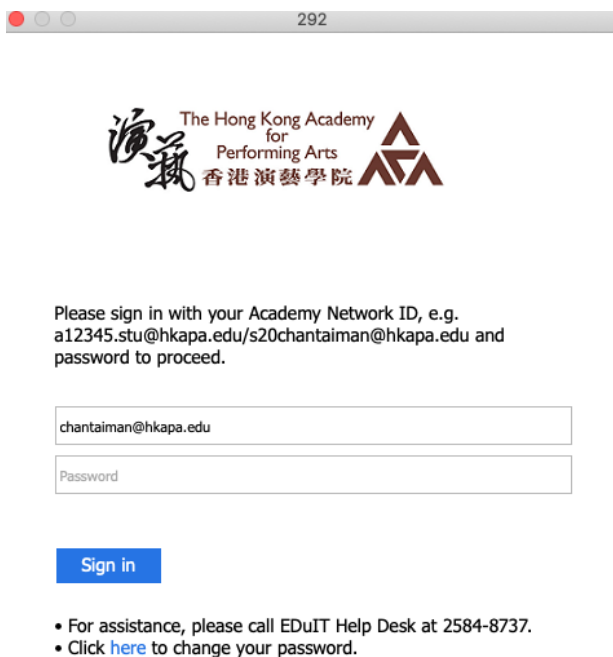 292
演藝
The Hong Kong Academy
for
Performing Arts
香港演藝學院
Please sign in with your Academy Network ID, e.g.
a12345.stu@hkapa.edu/s20chantaiman@hkapa.edu and
password to proceed.
chantaiman@hkapa.edu
Password
Sign in
• For assistance, please call EDuIT Help Desk at 2584-8737.
• Click here to change your password.